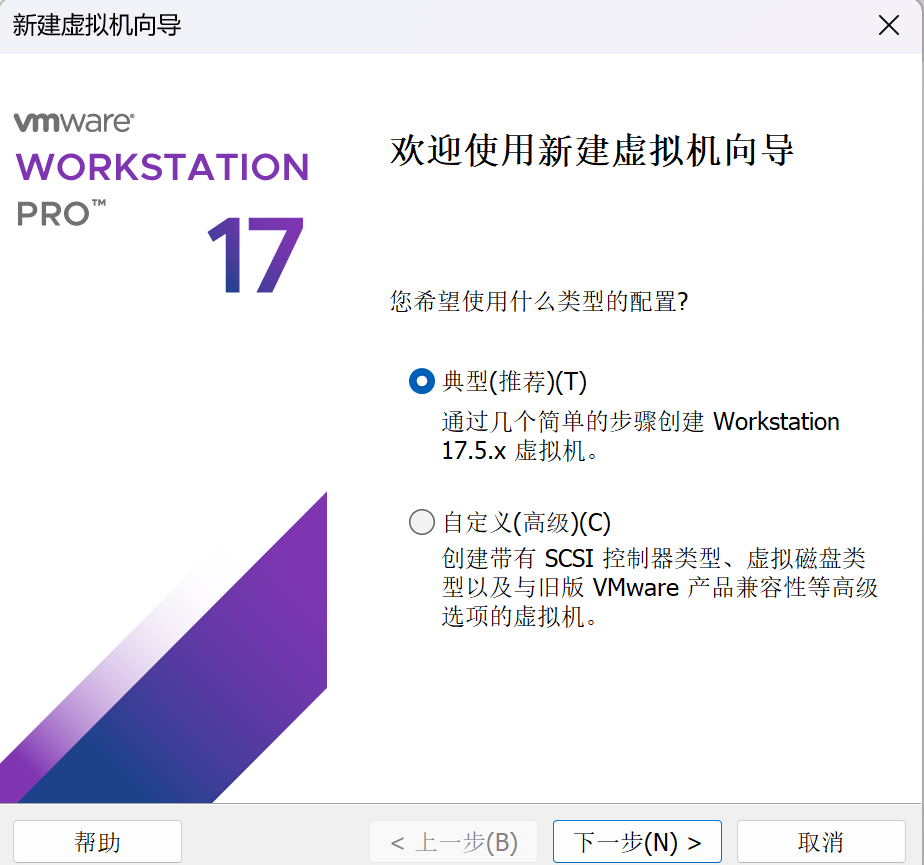 新建虚拟机向导
vmware®
WORKSTATION
PRO™
17
欢迎使用新建虚拟机向导
您希望使用什么类型的配置?
典型(推荐)(T)
通过几个简单的步骤创建 Workstation
17.5.x 虚拟机。
自定义(高级)(C)
创建带有 SCSI 控制器类型、虚拟磁盘类
型以及与旧版 VMware 产品兼容性等高级
选项的虚拟机。
帮助
< 上一步(B)
下一步(N) >
取消